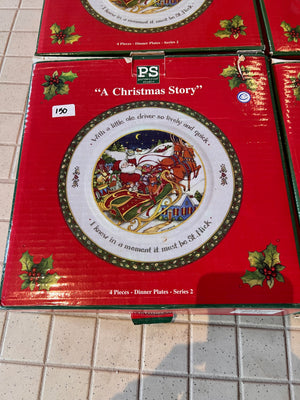 I knew in a moment it must be St. Nick
4 Pieces - Dinner Plates - Series 2
PS
"A Christmas Story"
150
With a little ole driver so lively and quick,
I knew in a moment it must be St. Nick.
4 Pieces - Dinner Plates - Series 2